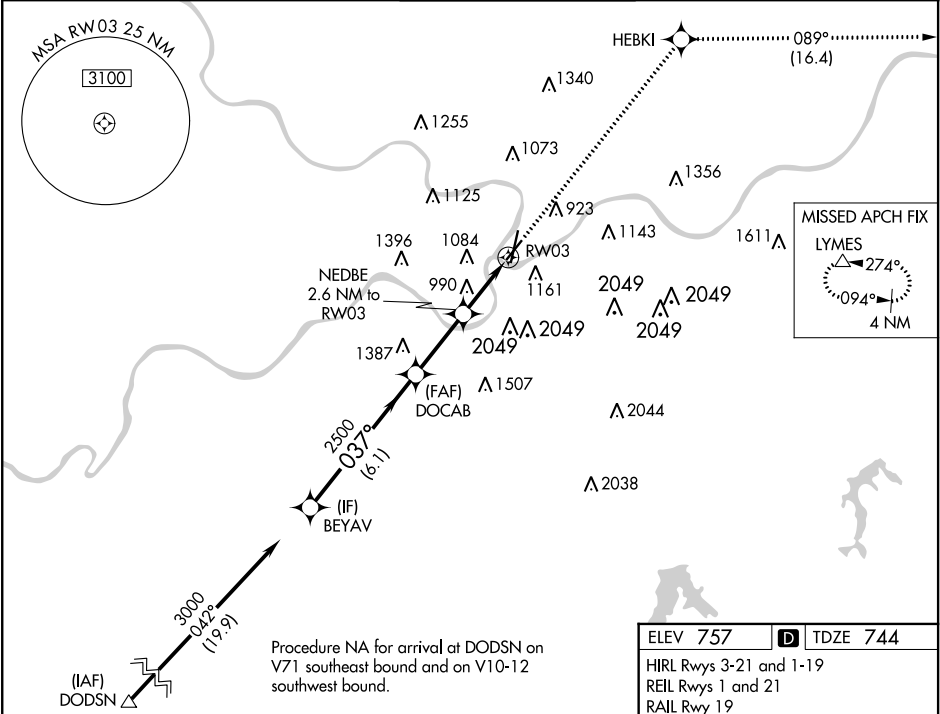 MSA RW03 25 NM
3100
HEBKI
089°
(16.4)
1340
1255
1073
1356
1125
923
1143
1611
1396
1084
RW03
MISSED APCH FIX
LYMES
274°
094°
4 NM
NEDBE
2.6 NM to
RW03
990
1161
2049
2049
2049
2049
2049
1387
(FAF)
DOCAB
1507
2044
2500
037°
(6.1)
2038
(IF)
BEYAV
3000
042°
(19.9)
(IAF)
DODSN
Procedure NA for arrival at DODSN on
V71 southeast bound and on V10-12
southwest bound.
ELEV 757 D TDZE 744
HIRL Rwys 3-21 and 1-19
REIL Rwys 1 and 21
RAIL Rwy 19